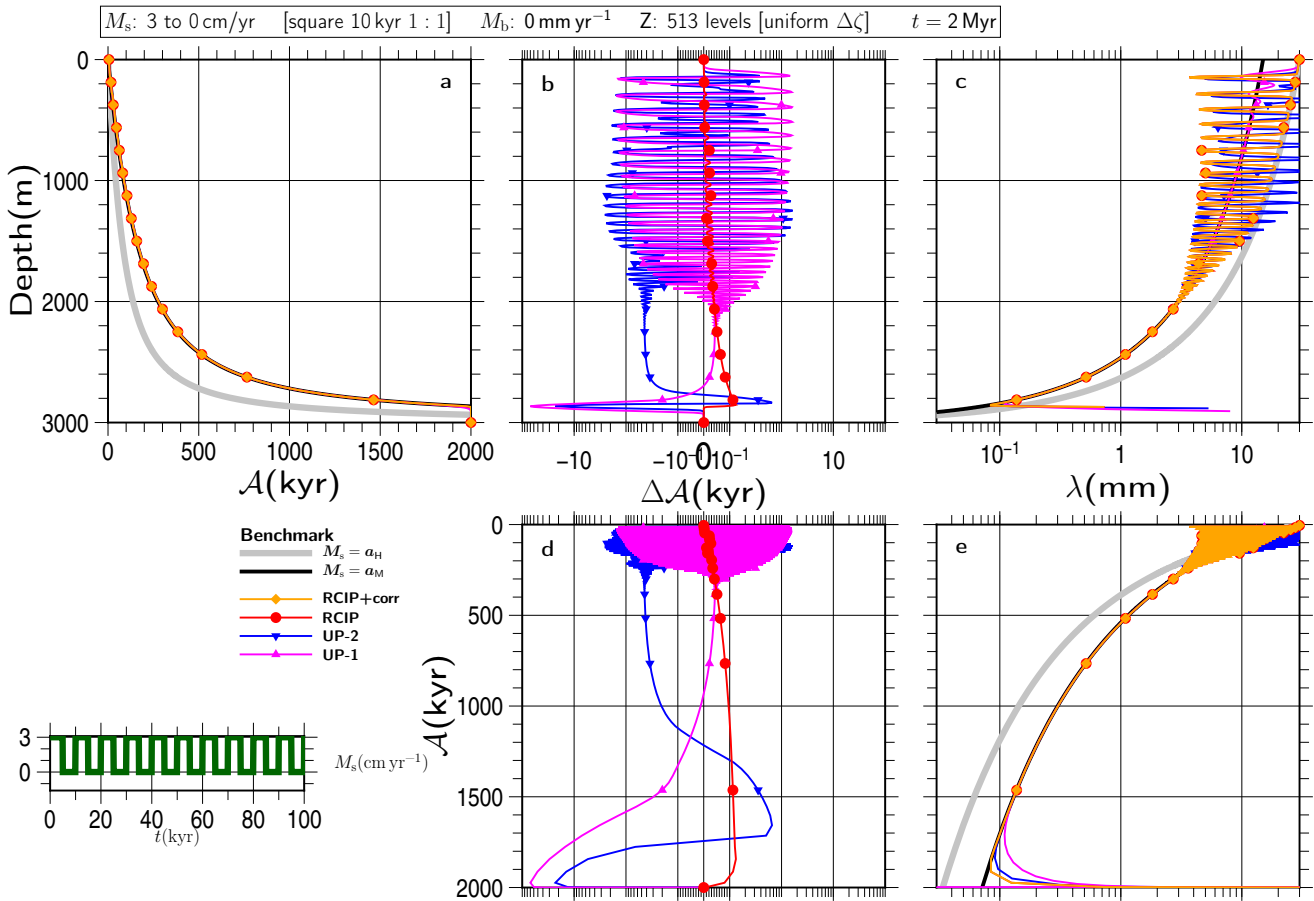 Mₛ: 3 to 0 cm/yr [square 10 kyr 1 : 1] M_b: 0 mm yr⁻¹ Z: 513 levels [uniform Δζ] t = 2 Myr
0
1000
2000
3000
Depth(m)
a
0 500 1000 1500 2000
𝒜(kyr)
b
−10 −10⁻¹ 0 10⁻¹ 10
Δ𝒜(kyr)
c
10⁻¹ 1 10
λ(mm)
Benchmark
Mₛ = a_H
Mₛ = a_M
RCIP+corr
RCIP
UP-2
UP-1
3
0
0 20 40 60 80 100
t(kyr)
Mₛ(cm yr⁻¹)
d
0
500
1000
1500
2000
𝒜(kyr)
e